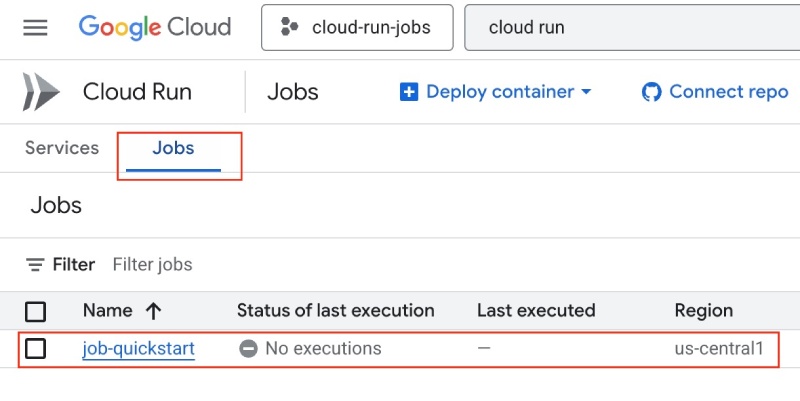 Google Cloud cloud-run-jobs cloud run
Cloud Run Jobs Deploy container Connect repo
Services Jobs
Jobs
Filter Filter jobs
Name Status of last execution Last executed Region
job-quickstart No executions — us-central1